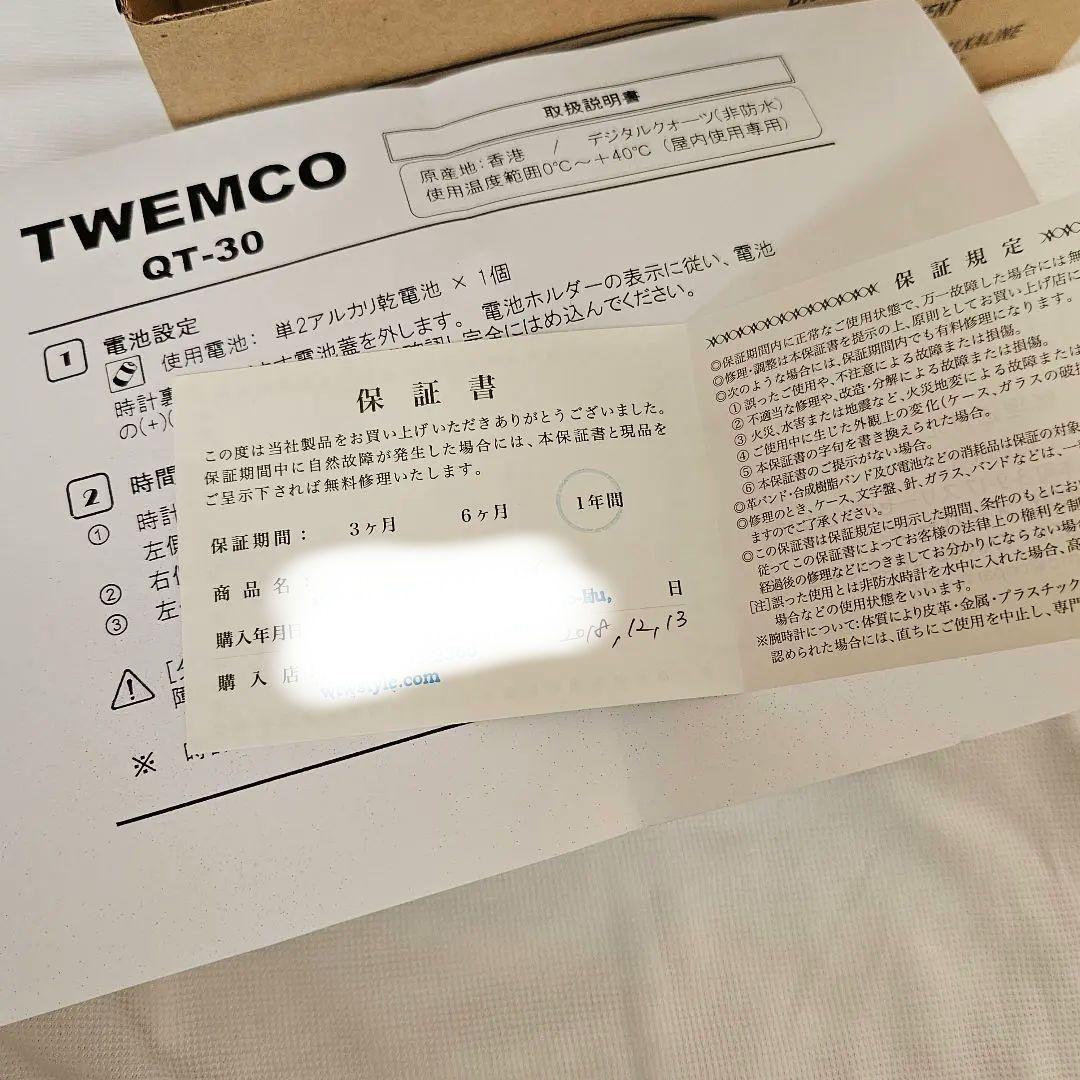 ALKALINE
取扱説明書
原産地：香港 / デジタルクォーツ(非防水)
使用温度範囲0℃～＋40℃（屋内使用専用）
TWEMCO
QT-30
1 電池設定
使用電池： 単2アルカリ乾電池 × 1個
電池蓋を外します。 電池ホルダーの表示に従い、電池
時計裏
の(+)( 完全にはめ込んでください。
2 時間
① 時計
左側
② 右
③ 左
※
保証書
この度は当社製品をお買い上げいただきありがとうございました。
保証期間中に自然故障が発生した場合には、本保証書と現品を
ご呈示下されば無料修理いたします。
保証期間： 3ヶ月 6ヶ月 1年間
商品名：
購入年月日 2018,12,13 日
購入店 wtwstyle.com
保証規定
◎保証期間内に正常なご使用状態で、万一故障した場合には無
◎修理・調整は本保証書を提示の上、原則としてお買い上げ店に
◎次のような場合には、保証期間内でも有料修理になります。
①誤ったご使用や、不注意による故障または損傷。
②不適当な修理や、改造・分解による故障または損傷。
③火災、水害または地震など、火災地変による故障または
④ご使用中に生じた外観上の変化(ケース、ガラスの破損
⑤本保証書の字句を書き換えられた場合。
⑥本保証書のご提示がない場合。
◎革バンド・合成樹脂バンド及び電池などの消耗品は保証の対象
◎修理のとき、ケース、文字盤、針、ガラス、バンドなどは、一
ますのでご了承ください。
◎この保証書は保証規定に明示した期間、条件のもとにお
従ってこの保証書によってお客様の法律上の権利を制
経過後の修理などにつきましてお分かりにならない場合
[注]誤った使用とは非防水時計を水中に入れた場合、高
場合などの使用状態をいいます。
※腕時計について：体質により皮革・金属・プラスチック
認められた場合には、直ちにご使用を中止し、専門